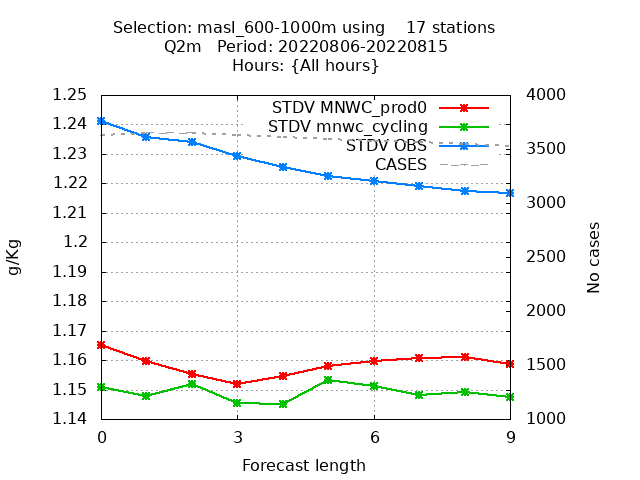 Selection: masl_600-1000m using    17 stations
Q2m   Period: 20220806-20220815
Hours: {All hours}
1.25
1.24
1.23
1.22
1.21
1.2
1.19
1.18
1.17
1.16
1.15
1.14
g/Kg
STDV MNWC_prod0
STDV mnwc_cycling
STDV OBS
CASES
4000
3500
3000
2500
2000
1500
1000
No cases
0 3 6 9
Forecast length